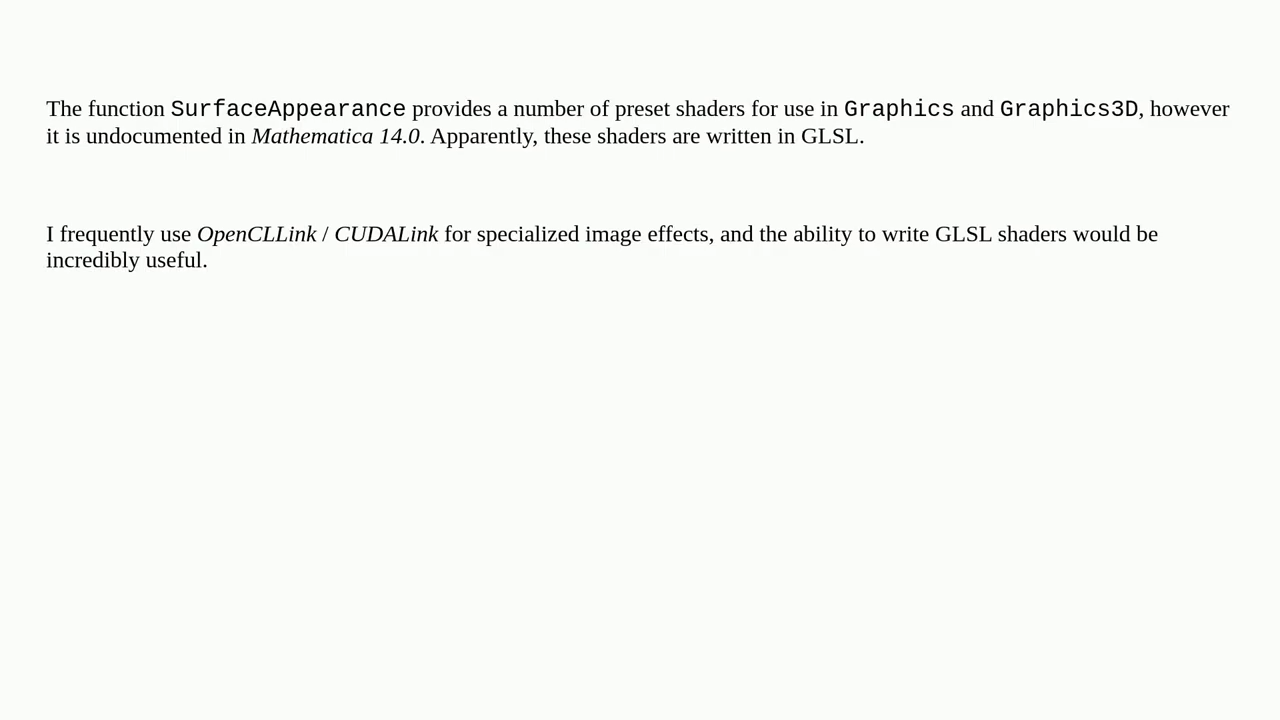 The function SurfaceAppearance provides a number of preset shaders for use in Graphics and Graphics3D, however
it is undocumented in Mathematica 14.0. Apparently, these shaders are written in GLSL.
I frequently use OpenCLLink / CUDALink for specialized image effects, and the ability to write GLSL shaders would be
incredibly useful.